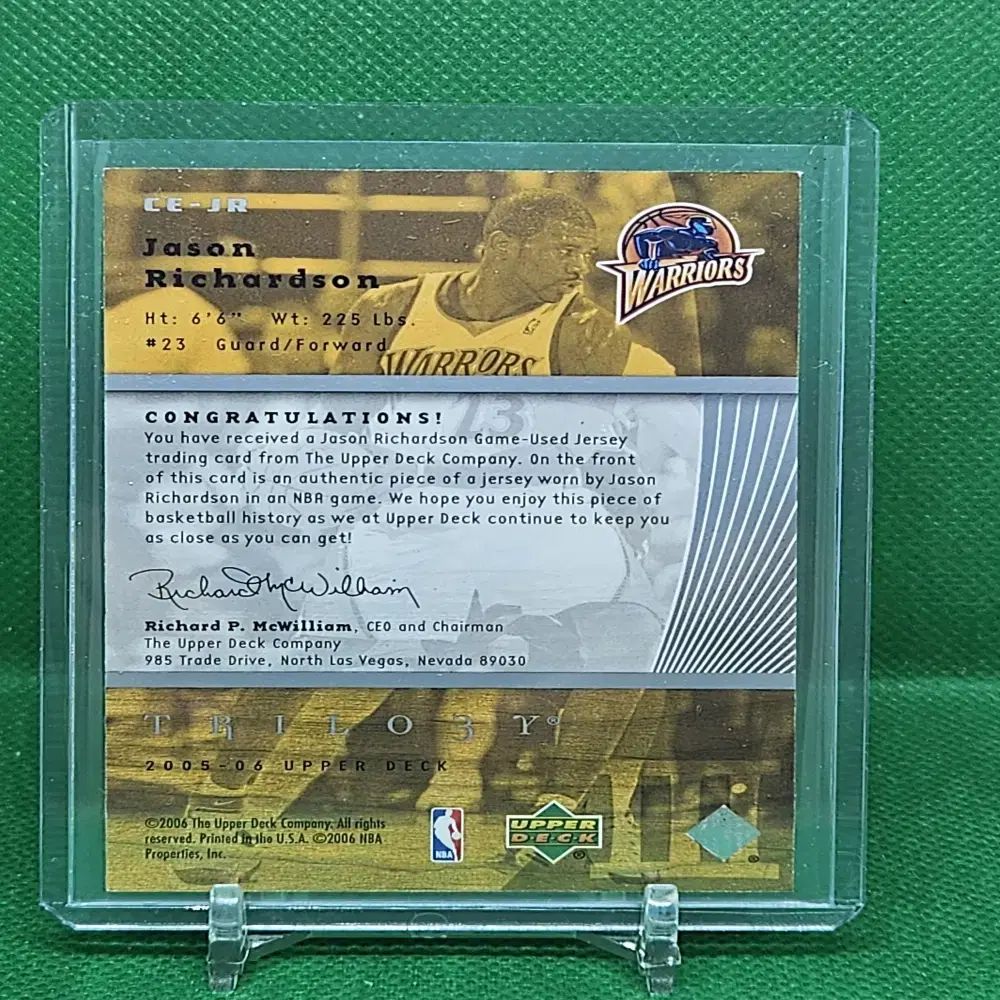 CE-JR
WARRIORS
Jason
Richardson
Ht: 6'6" Wt: 225 Lbs.
#23 Guard/Forward
WARRIORS
23
CONGRATULATIONS!
You have received a Jason Richardson Game-Used Jersey
trading card from The Upper Deck Company. On the front
of this card is an authentic piece of a jersey worn by Jason
Richardson in an NBA game. We hope you enjoy this piece of
basketball history as we at Upper Deck continue to keep you
as close as you can get!
Richard McWilliam
Richard P. McWilliam, CEO and Chairman
The Upper Deck Company
985 Trade Drive, North Las Vegas, Nevada 89030
TRILO3Y®
2005-06 UPPER DECK
©2006 The Upper Deck Company. All rights
reserved. Printed in the U.S.A. ©2006 NBA
Properties, Inc.
NBA
UPPER
DECK
®
®